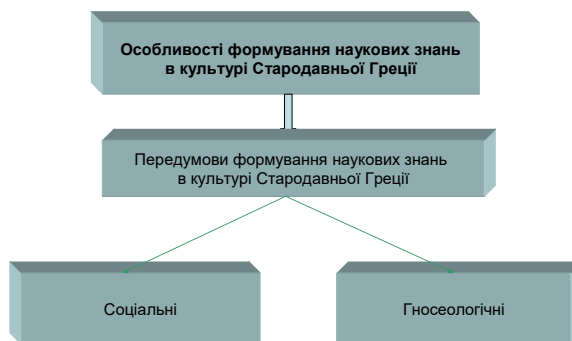 Особливості формування наукових знань
в культурі Стародавньої Греції
Передумови формування наукових знань
в культурі Стародавньої Греції
Соціальні
Гносеологічні